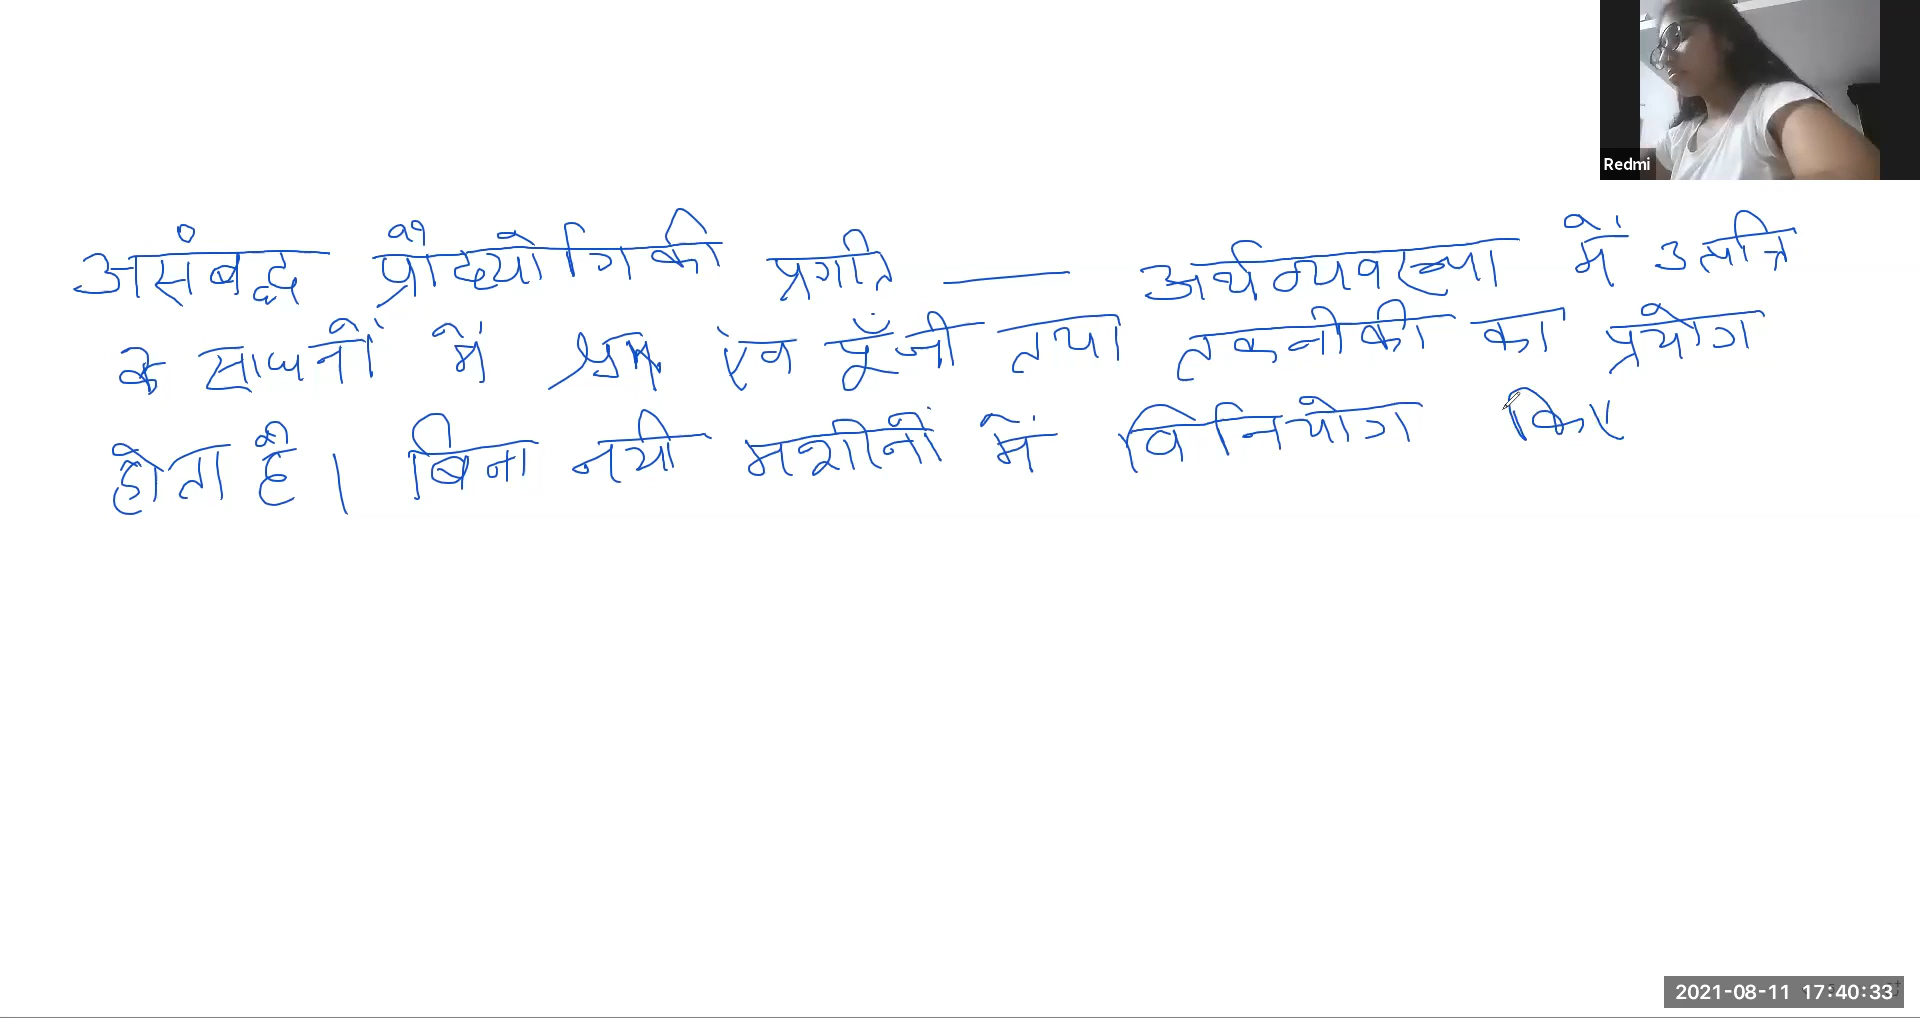 Redmi
असंबद्ध प्रौद्योगिकी प्रगति — अर्थव्यवस्था में उत्पत्ति
के साधनों में श्रम एंव पूँजी तथा तकनीकी का प्रयोग
होता है। बिना नयी मशीनों में विनियोग किए
2021-08-11 17:40:33